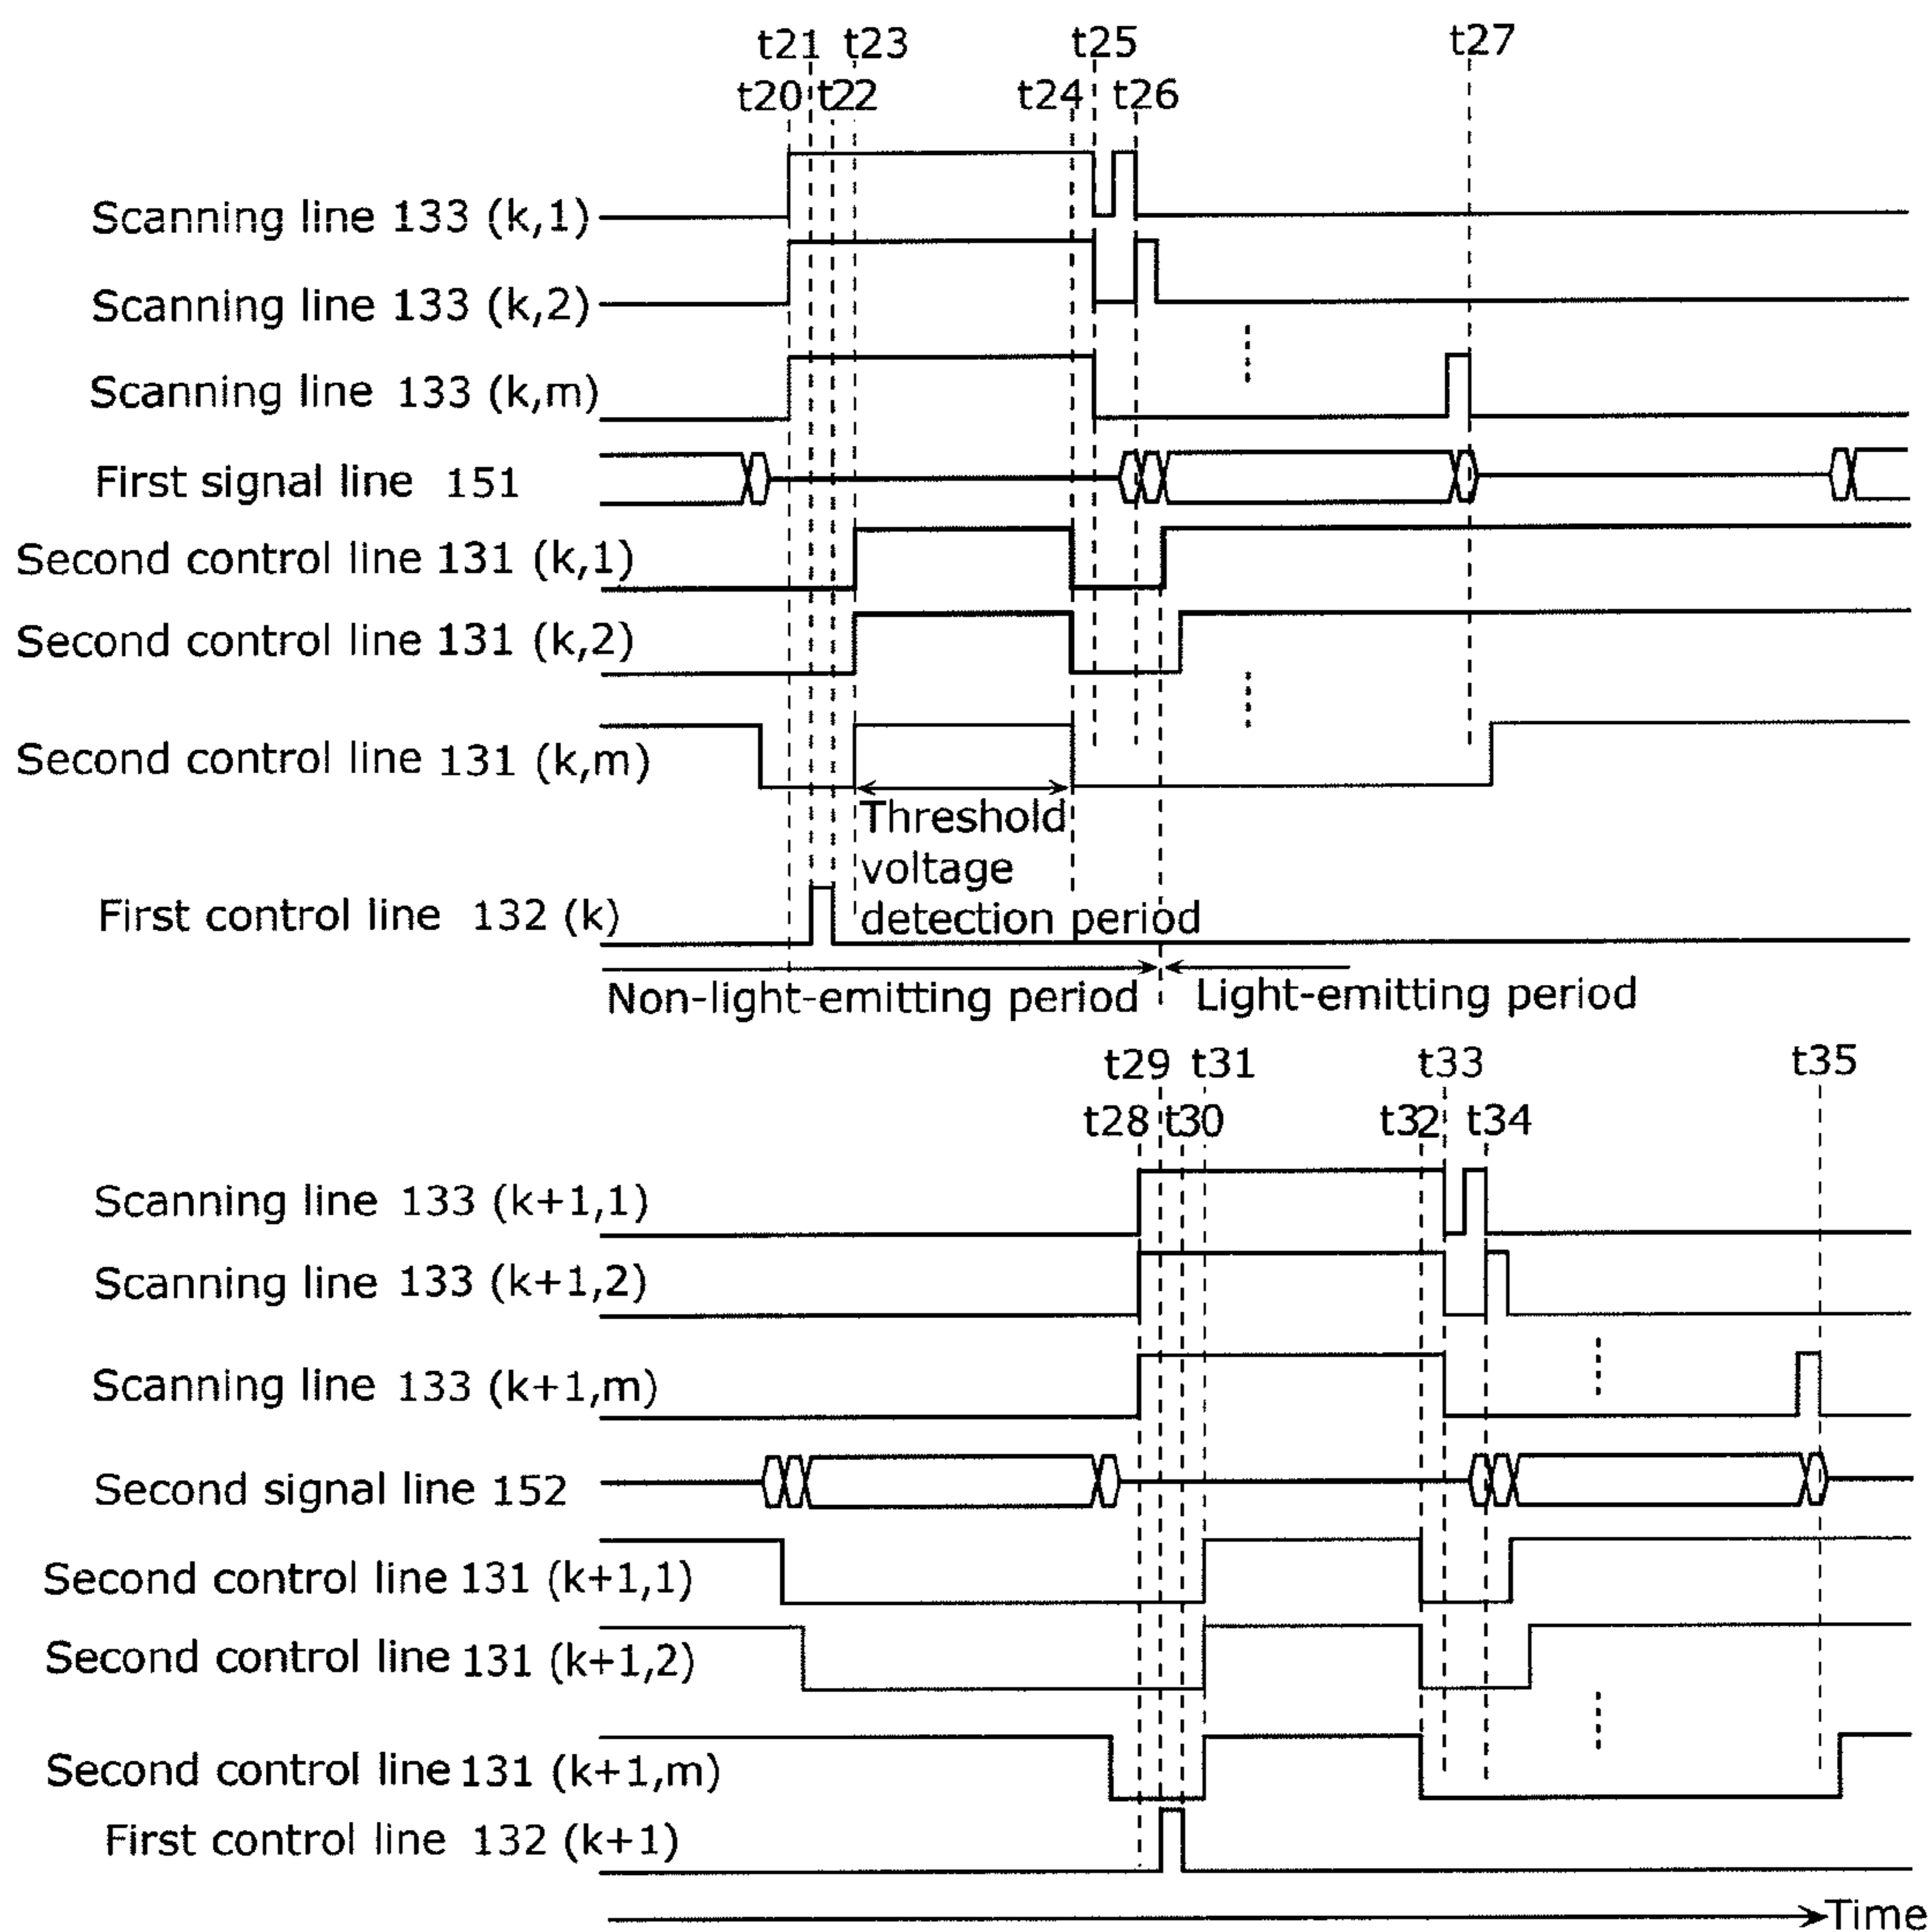 t21 t23 t25 t27
t20 t22 t24 t26
Scanning line 133 (k,1)
Scanning line 133 (k,2)
Scanning line 133 (k,m)
First signal line 151
Second control line 131 (k,1)
Second control line 131 (k,2)
Second control line 131 (k,m)
Threshold
voltage
detection period
First control line 132 (k)
Non-light-emitting period Light-emitting period
t29 t31 t33 t35
t28 t30 t32 t34
Scanning line 133 (k+1,1)
Scanning line 133 (k+1,2)
Scanning line 133 (k+1,m)
Second signal line 152
Second control line 131 (k+1,1)
Second control line 131 (k+1,2)
Second control line 131 (k+1,m)
First control line 132 (k+1)
Time